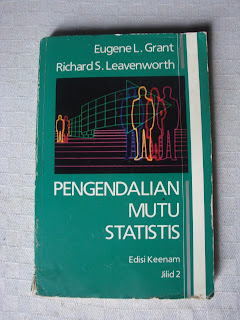 Eugene L. Grant
Richard S. Leavenworth
PENGENDALIAN
MUTU
STATISTIS
Edisi Keenam
Jilid 2